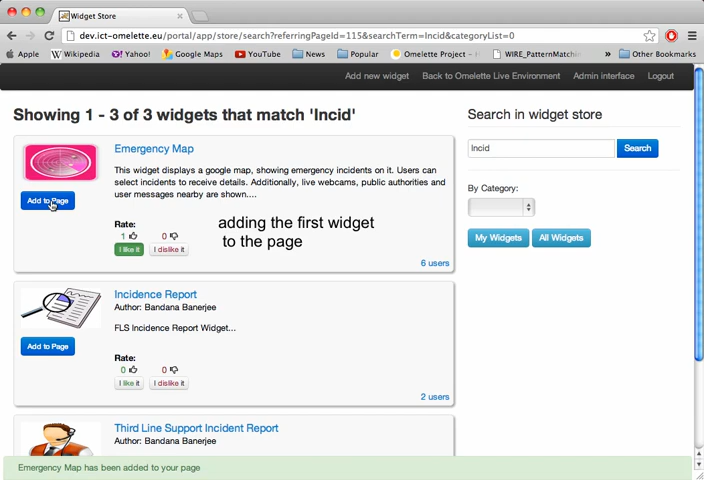 Widget Store
dev.ict-omelette.eu/portal/app/store/search?referringPageId=115&searchTerm=Incid&categoryList=0
Apple Wikipedia Yahoo! Google Maps YouTube News Popular Omelette Project - WIRE_PatternMatchin » Other Bookmarks
Add new widget Back to Omelette Live Environment Admin interface Logout
Showing 1 - 3 of 3 widgets that match 'Incid'
Emergency Map
This widget displays a google map, showing emergency incidents on it. Users can
select incidents to receive details. Additionally, live webcams, public authorities and
user messages nearby are shown....
Add to Page
Rate:
1 0
I like it I dislike it
adding the first widget
to the page
6 users
Incidence Report
Author: Bandana Banerjee
FLS Incidence Report Widget...
Add to Page
Rate:
0 0
I like it I dislike it
2 users
Third Line Support Incident Report
Author: Bandana Banerjee
Search in widget store
Incid Search
By Category:
My Widgets All Widgets
Emergency Map has been added to your page